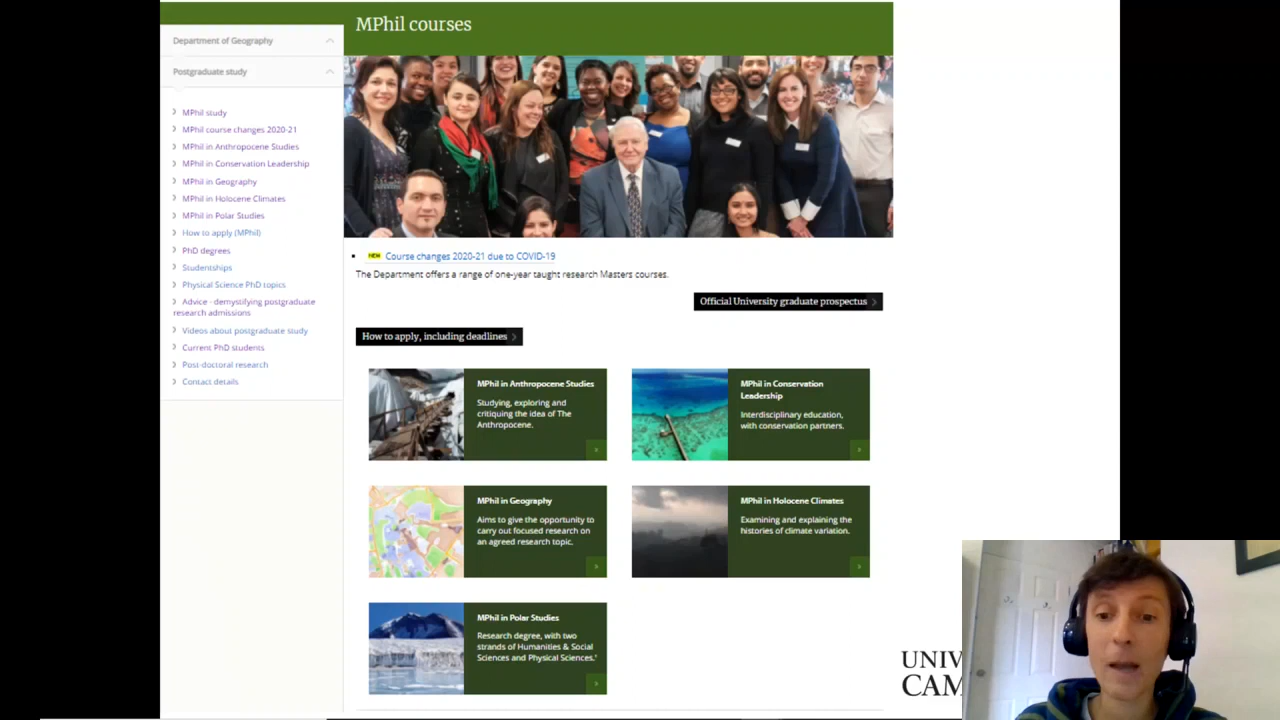 MPhil courses
Department of Geography
Postgraduate study
MPhil study
MPhil course changes 2020-21
MPhil in Anthropocene Studies
MPhil in Conservation Leadership
MPhil in Geography
MPhil in Holocene Climates
MPhil in Polar Studies
How to apply (MPhil)
PhD degrees
Studentships
Physical Science PhD topics
Advice - demystifying postgraduate
research admissions
Videos about postgraduate study
Current PhD students
Post-doctoral research
Contact details
NEW Course changes 2020-21 due to COVID-19
The Department offers a range of one-year taught research Masters courses.
Official University graduate prospectus
How to apply, including deadlines
MPhil in Anthropocene Studies
Studying, exploring and
critiquing the idea of The
Anthropocene.
MPhil in Conservation
Leadership
Interdisciplinary education,
with conservation partners.
MPhil in Geography
Aims to give the opportunity to
carry out focused research on
an agreed research topic.
MPhil in Holocene Climates
Examining and explaining the
histories of climate variation.
MPhil in Polar Studies
Research degree, with two
strands of Humanities & Social
Sciences and Physical Sciences.'
UNIV
CAM